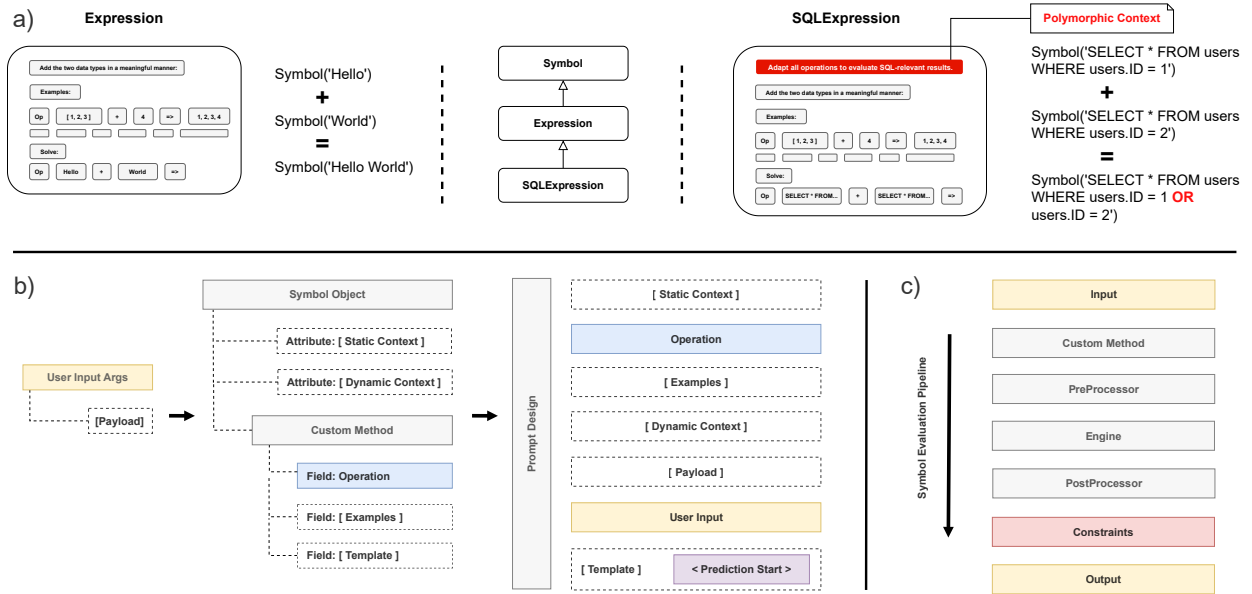 a)
Expression
Add the two data types in a meaningful manner:
Examples:
Op
[ 1, 2, 3 ]
+
4
=>
1, 2, 3, 4
Solve:
Op
Hello
+
World
=>
Symbol('Hello')
+
Symbol('World')
=
Symbol('Hello World')
Symbol
Expression
SQLExpression
SQLExpression
Polymorphic Context
Adapt all operations to evaluate SQL-relevant results.
Add the two data types in a meaningful manner:
Examples:
Op
[ 1, 2, 3 ]
+
4
=>
1, 2, 3, 4
Solve:
Op
SELECT * FROM...
+
SELECT * FROM...
=>
Symbol('SELECT * FROM users
WHERE users.ID = 1')
+
Symbol('SELECT * FROM users
WHERE users.ID = 2')
=
Symbol('SELECT * FROM users
WHERE users.ID = 1 OR
users.ID = 2')
b)
User Input Args
[Payload]
Symbol Object
Attribute: [ Static Context ]
Attribute: [ Dynamic Context ]
Custom Method
Field: Operation
Field: [ Examples ]
Field: [ Template ]
Prompt Design
[ Static Context ]
Operation
[ Examples ]
[ Dynamic Context ]
[ Payload ]
User Input
[ Template ]
< Prediction Start >
c)
Symbol Evaluation Pipeline
Input
Custom Method
PreProcessor
Engine
PostProcessor
Constraints
Output